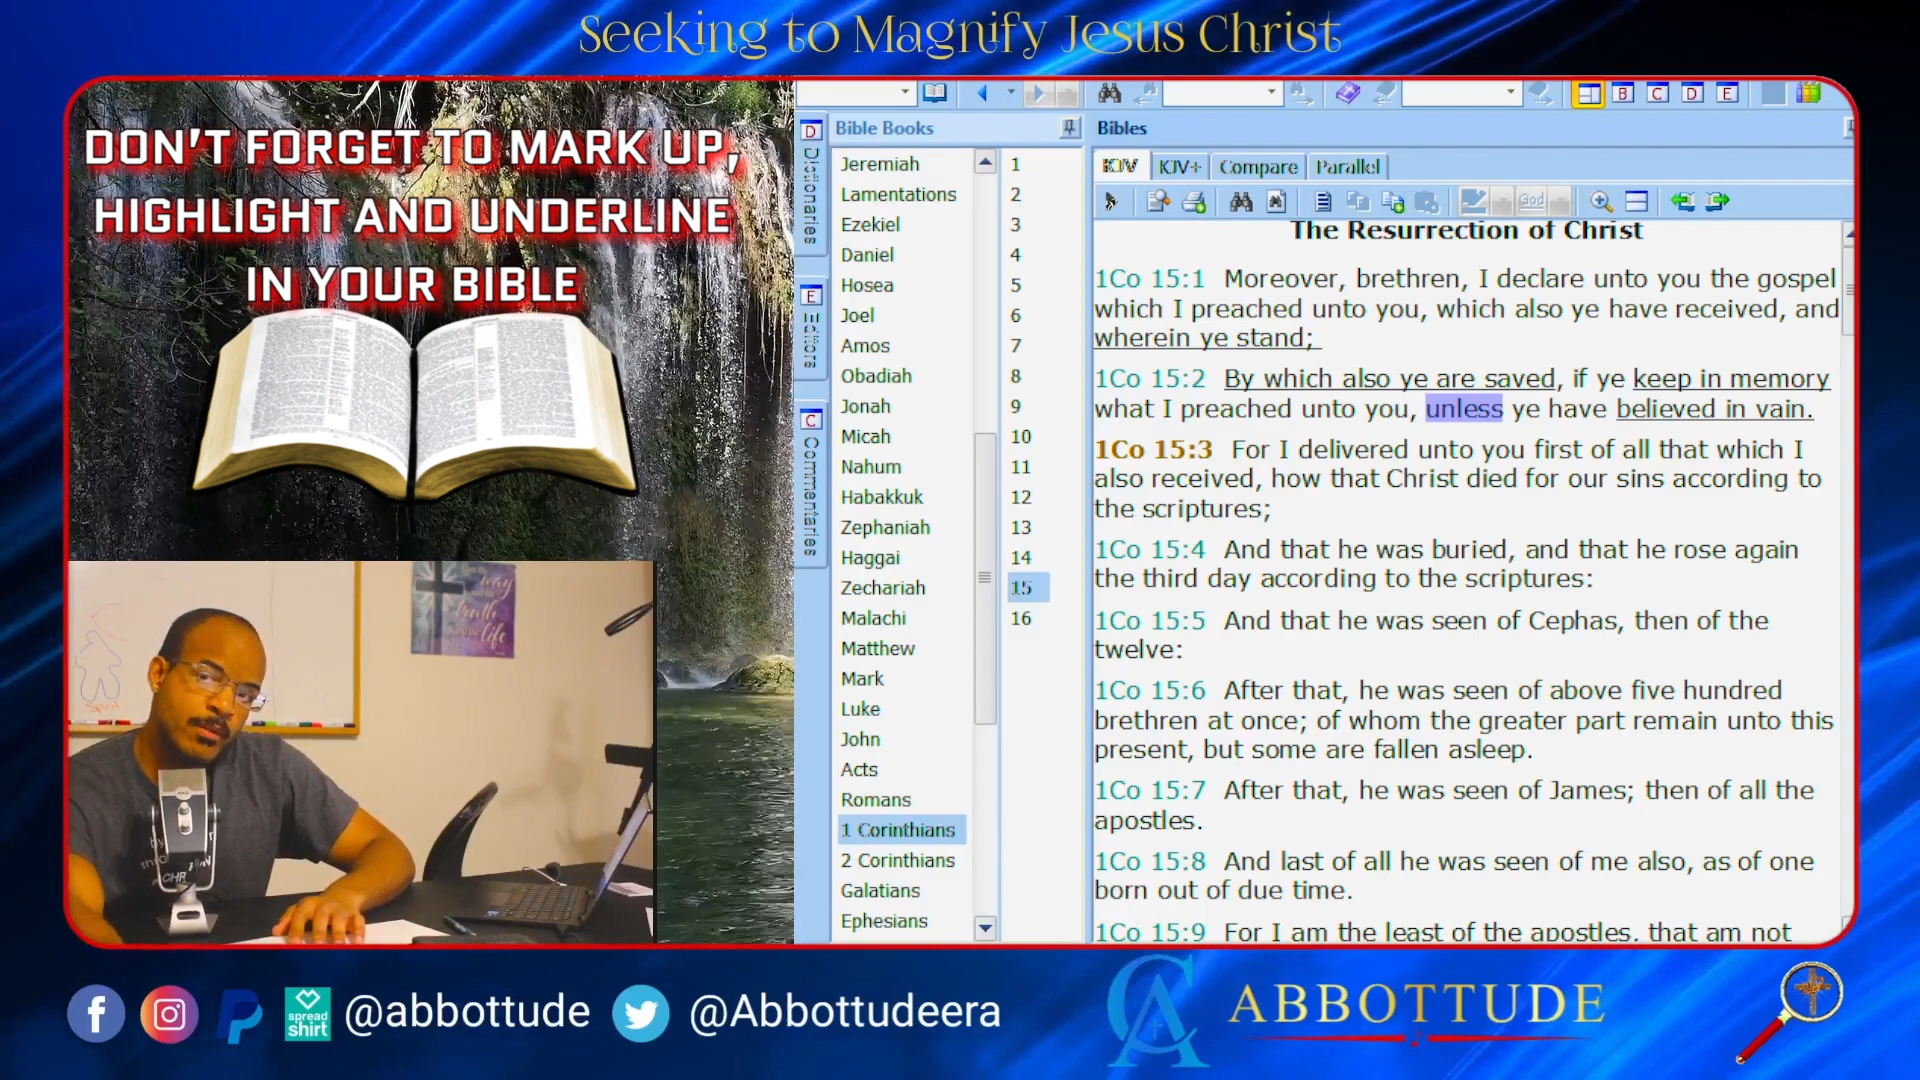 Seeking to Magnify Jesus Christ
DON'T FORGET TO MARK UP,
HIGHLIGHT AND UNDERLINE
IN YOUR BIBLE
way
truth
life
CHR
D Dictionaries
E Editors
C Commentaries
Bible Books
Jeremiah
Lamentations
Ezekiel
Daniel
Hosea
Joel
Amos
Obadiah
Jonah
Micah
Nahum
Habakkuk
Zephaniah
Haggai
Zechariah
Malachi
Matthew
Mark
Luke
John
Acts
Romans
1 Corinthians
2 Corinthians
Galatians
Ephesians
1
2
3
4
5
6
7
8
9
10
11
12
13
14
15
16
B C D E
Bibles
KJV KJV+ Compare Parallel
God
The Resurrection of Christ
1Co 15:1 Moreover, brethren, I declare unto you the gospel
which I preached unto you, which also ye have received, and
wherein ye stand;
1Co 15:2 By which also ye are saved, if ye keep in memory
what I preached unto you, unless ye have believed in vain.
1Co 15:3 For I delivered unto you first of all that which I
also received, how that Christ died for our sins according to
the scriptures;
1Co 15:4 And that he was buried, and that he rose again
the third day according to the scriptures:
1Co 15:5 And that he was seen of Cephas, then of the
twelve:
1Co 15:6 After that, he was seen of above five hundred
brethren at once; of whom the greater part remain unto this
present, but some are fallen asleep.
1Co 15:7 After that, he was seen of James; then of all the
apostles.
1Co 15:8 And last of all he was seen of me also, as of one
born out of due time.
1Co 15:9 For I am the least of the apostles, that am not
spread
shirt
@abbottude
@Abbottudeera
CA
ABBOTTUDE